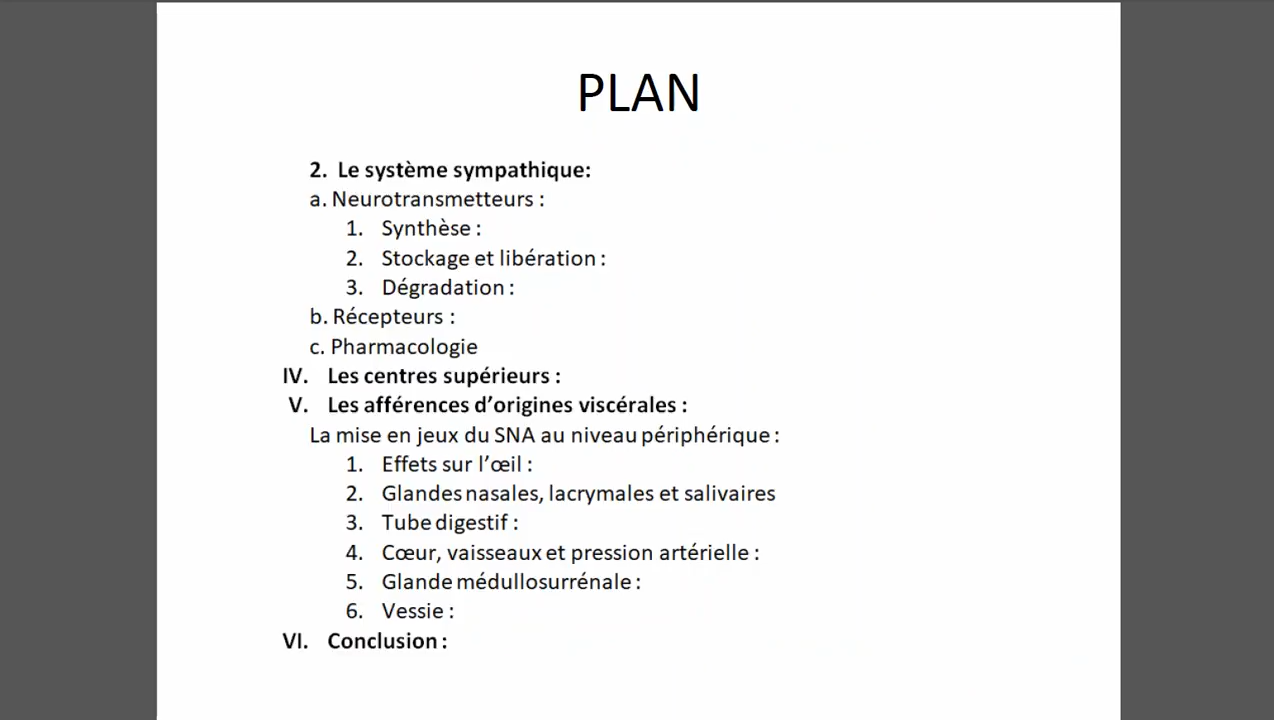 PLAN
2. Le système sympathique:
a. Neurotransmetteurs :
1. Synthèse :
2. Stockage et libération :
3. Dégradation :
b. Récepteurs :
c. Pharmacologie
IV. Les centres supérieurs :
V. Les afférences d’origines viscérales :
La mise en jeux du SNA au niveau périphérique :
1. Effets sur l’œil :
2. Glandes nasales, lacrymales et salivaires
3. Tube digestif :
4. Cœur, vaisseaux et pression artérielle :
5. Glande médullosurrénale :
6. Vessie :
VI. Conclusion :